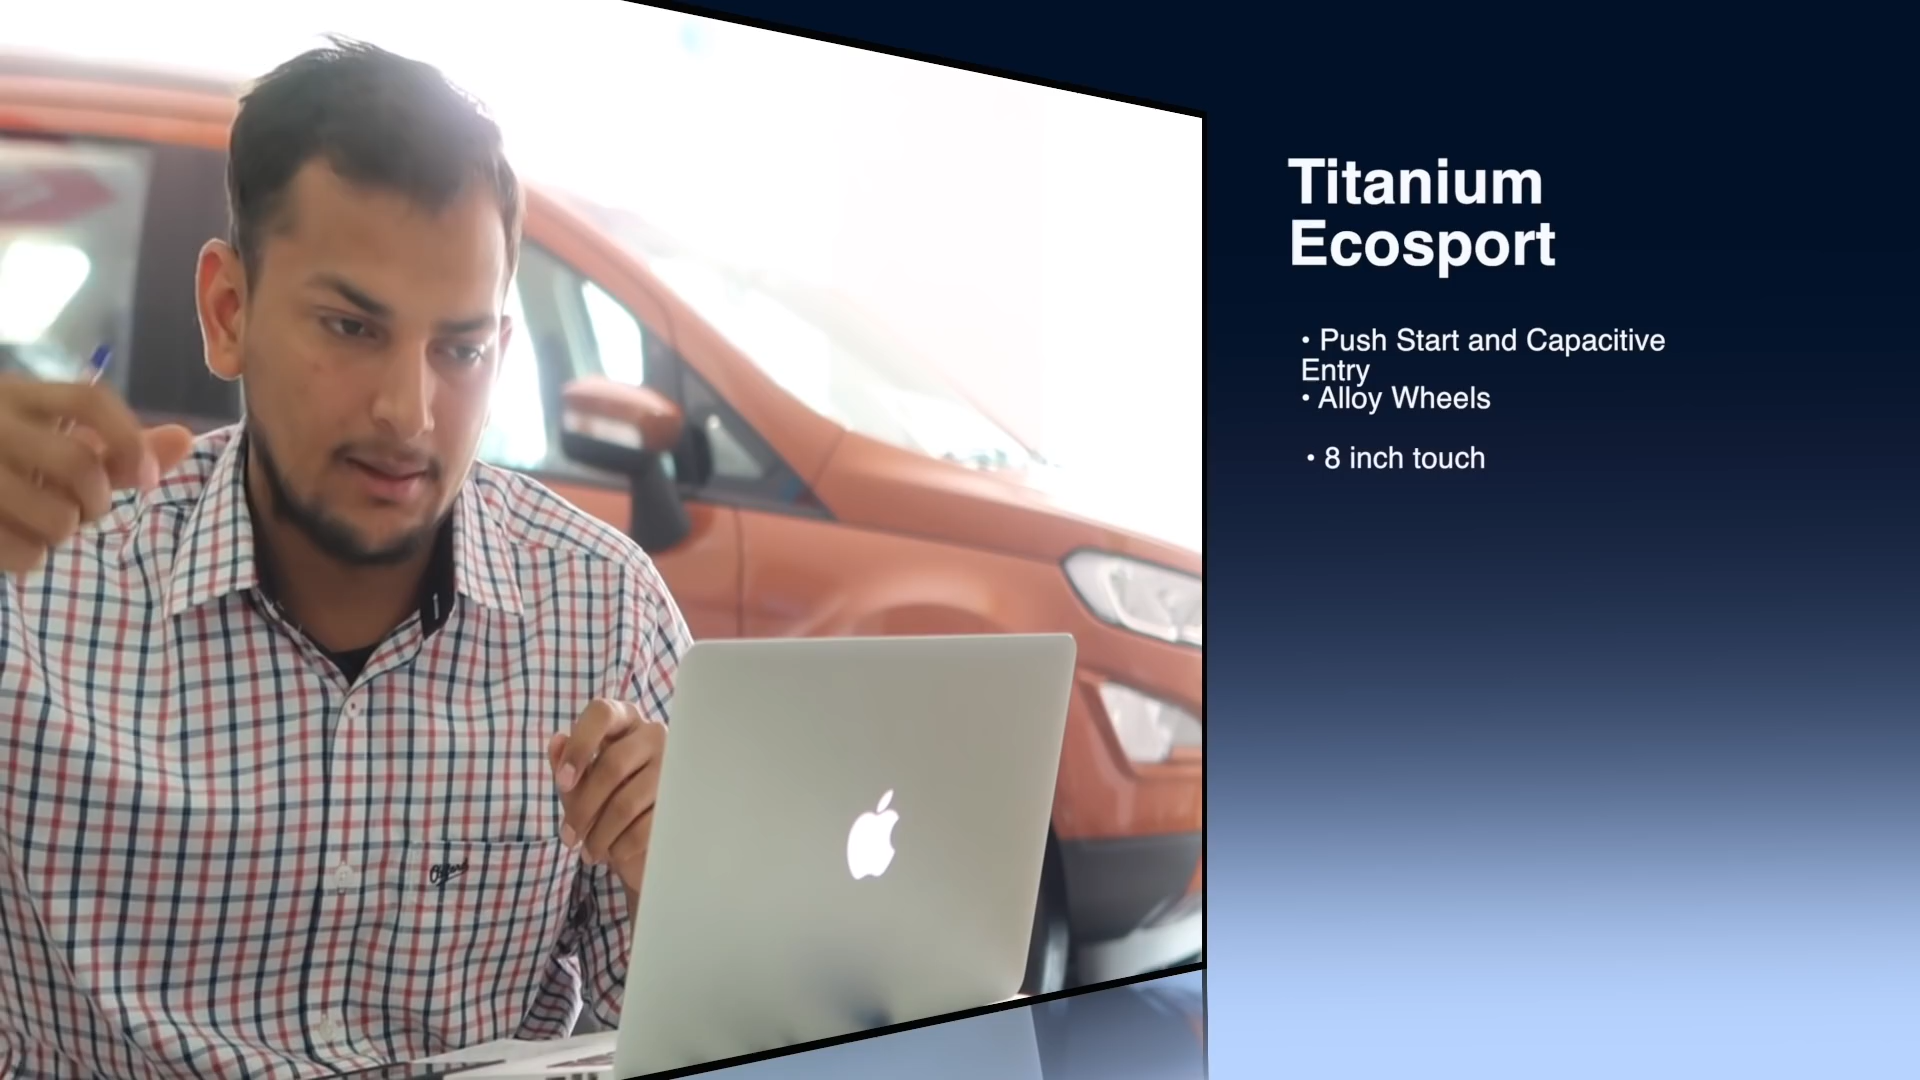 Titanium
Ecosport
• Push Start and Capacitive
Entry
• Alloy Wheels
• 8 inch touch